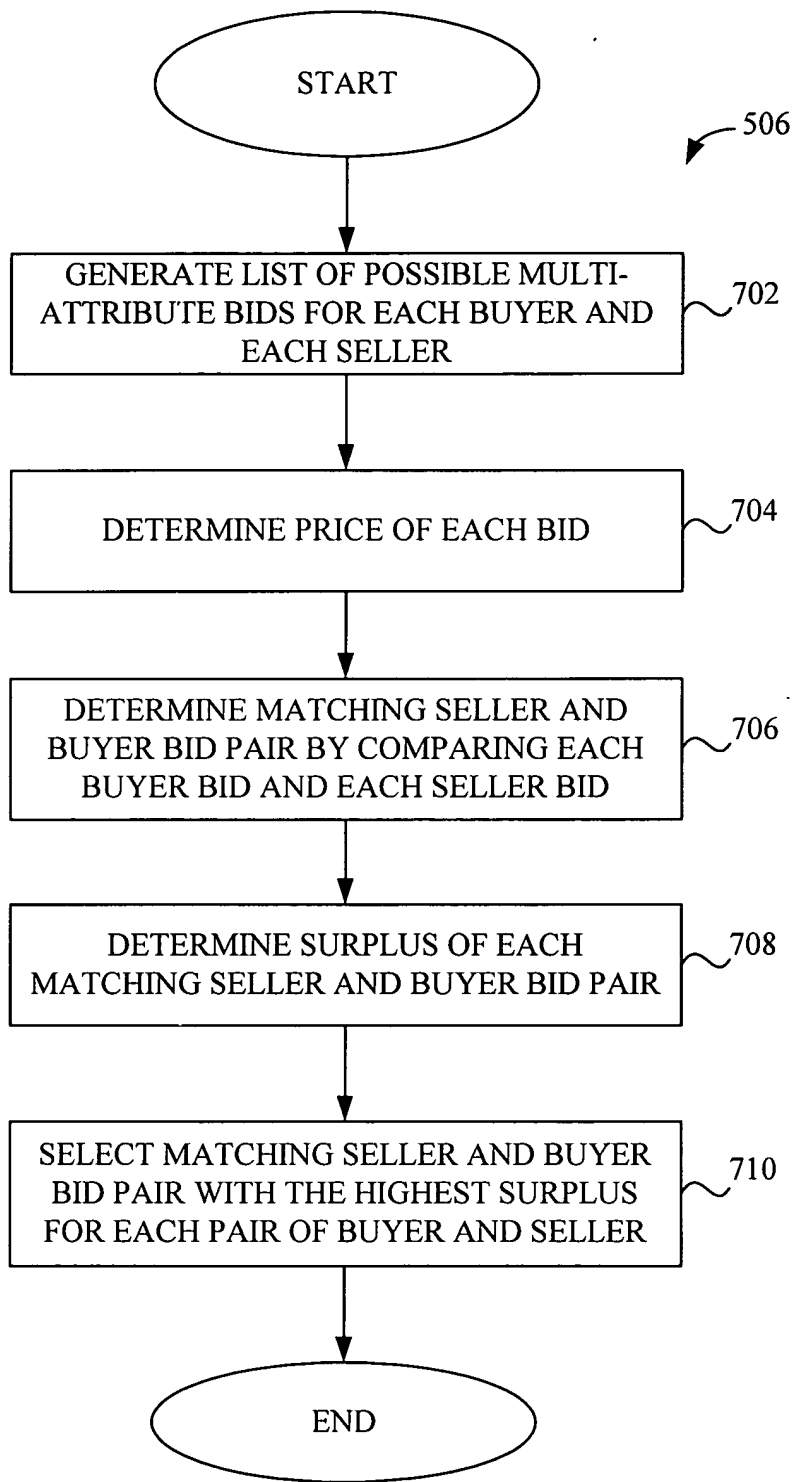 START
506
GENERATE LIST OF POSSIBLE MULTI-
ATTRIBUTE BIDS FOR EACH BUYER AND
EACH SELLER
702
DETERMINE PRICE OF EACH BID
704
DETERMINE MATCHING SELLER AND
BUYER BID PAIR BY COMPARING EACH
BUYER BID AND EACH SELLER BID
706
DETERMINE SURPLUS OF EACH
MATCHING SELLER AND BUYER BID PAIR
708
SELECT MATCHING SELLER AND BUYER
BID PAIR WITH THE HIGHEST SURPLUS
FOR EACH PAIR OF BUYER AND SELLER
710
END